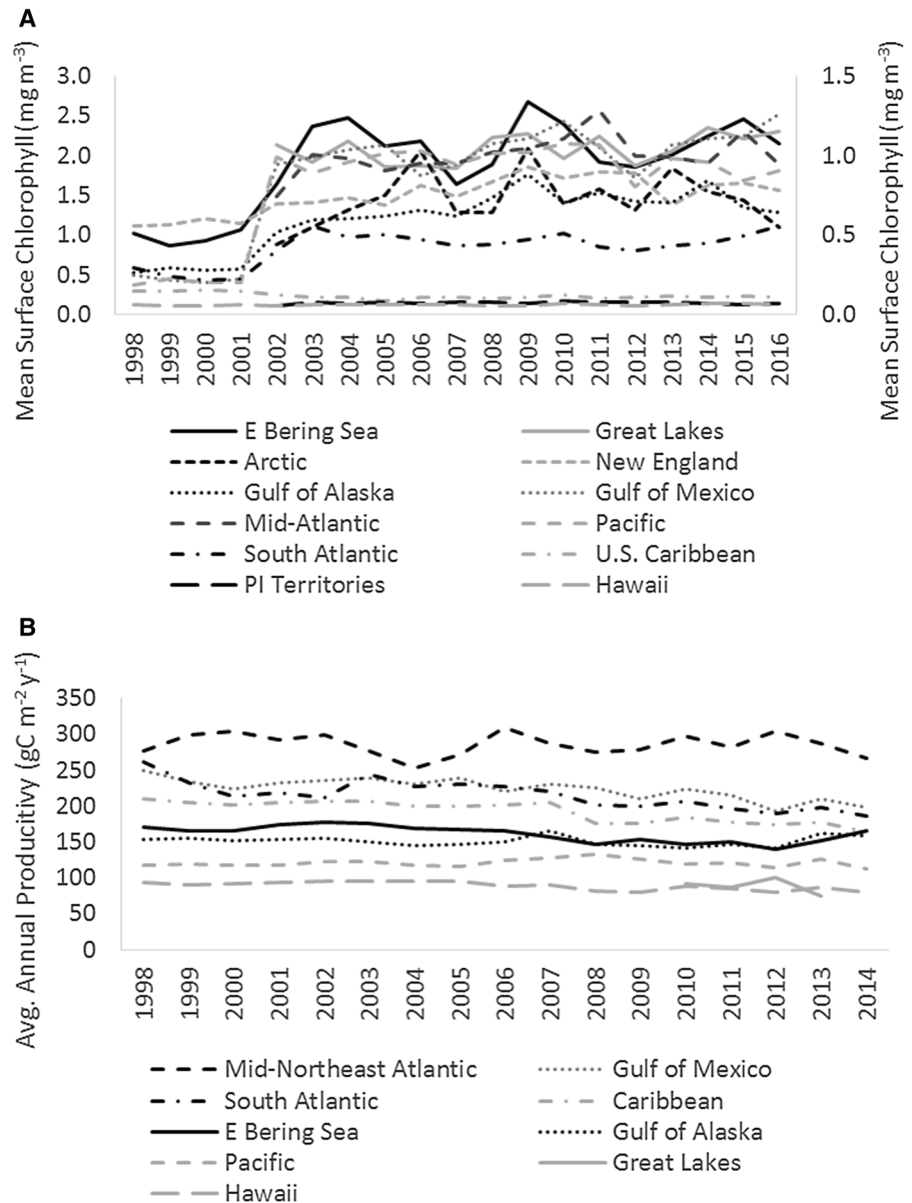 A
Mean Surface Chlorophyll (mg m⁻³)
Mean Surface Chlorophyll (mg m⁻³)
3.0
2.5
2.0
1.5
1.0
0.5
0.0
1.5
1.0
0.5
0.0
1998
1999
2000
2001
2002
2003
2004
2005
2006
2007
2008
2009
2010
2011
2012
2013
2014
2015
2016
E Bering Sea
Great Lakes
Arctic
New England
Gulf of Alaska
Gulf of Mexico
Mid-Atlantic
Pacific
South Atlantic
U.S. Caribbean
PI Territories
Hawaii
B
Avg. Annual Producitivy (gC m⁻² y⁻¹)
350
300
250
200
150
100
50
0
1998
1999
2000
2001
2002
2003
2004
2005
2006
2007
2008
2009
2010
2011
2012
2013
2014
Mid-Northeast Atlantic
Gulf of Mexico
South Atlantic
Caribbean
E Bering Sea
Gulf of Alaska
Pacific
Great Lakes
Hawaii